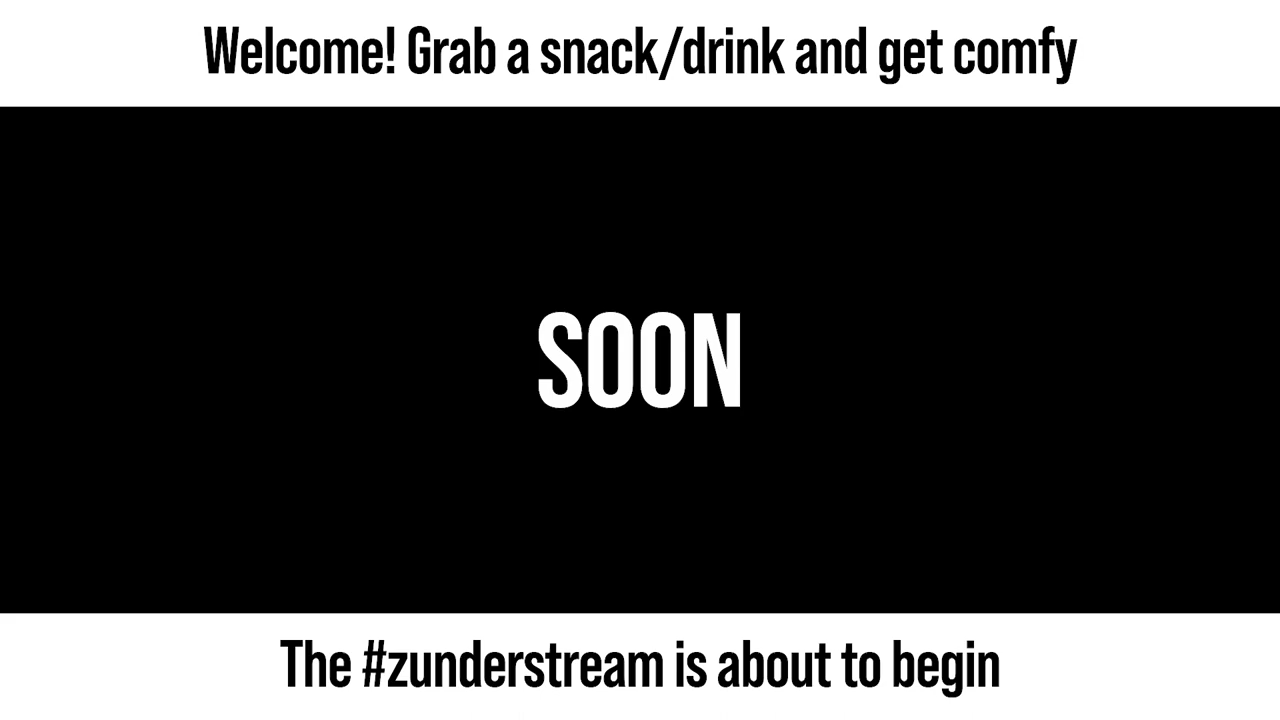 Welcome! Grab a snack/drink and get comfy
SOON
The #zunderstream is about to begin